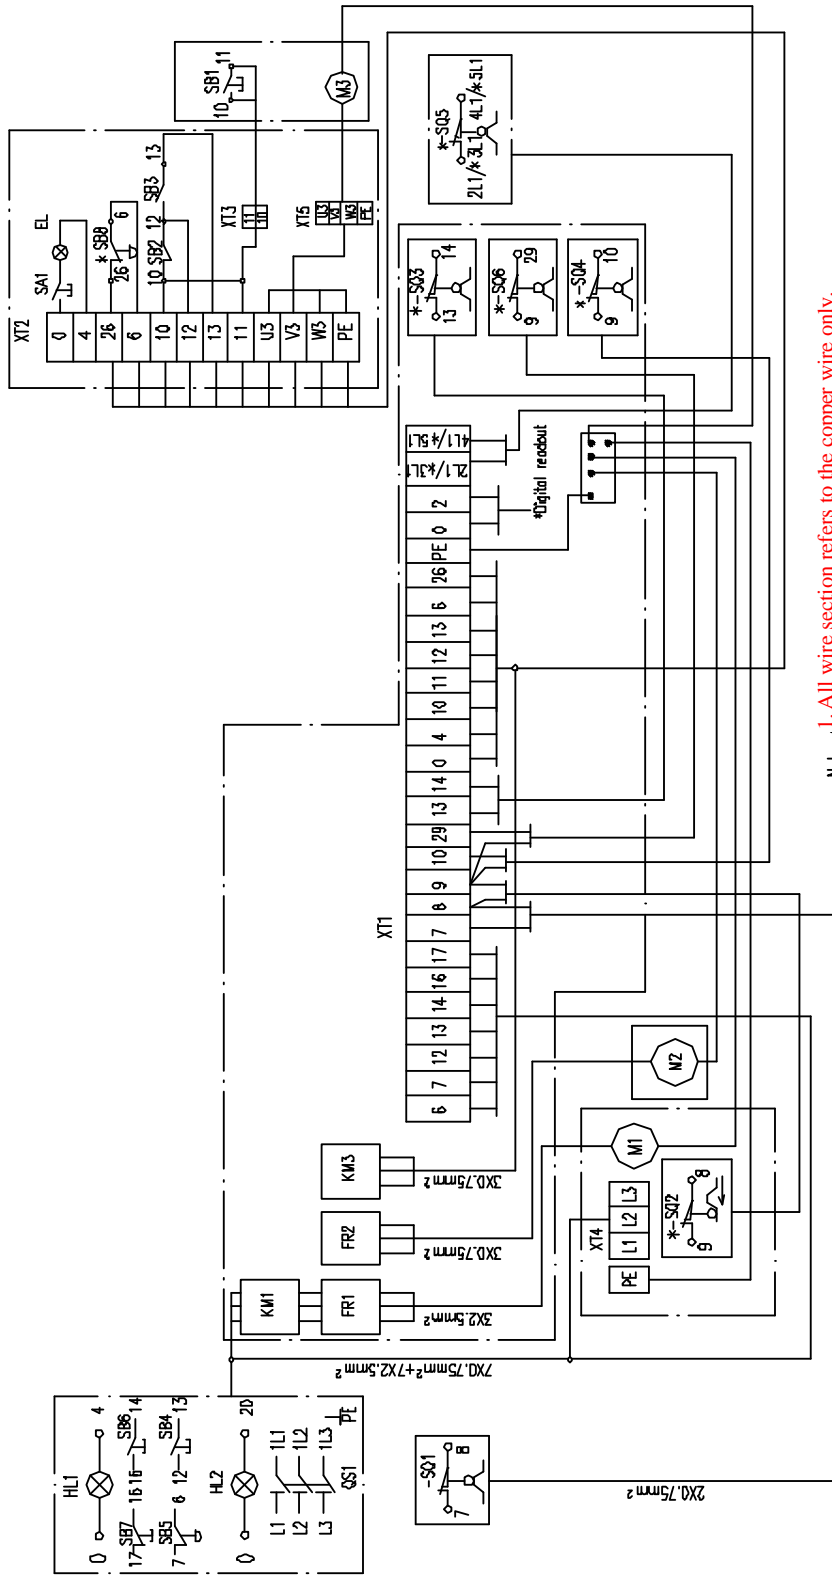 11
SB1
10
M3
EL
SA1
6
* SB8
26
13
SB3
12
SB2
10
XT3
11
10
XT5
U3
V3
W3
PE
XT2
0
4
26
6
10
12
13
11
U3
V3
W3
PE
*-SQ5
2L1/*3L1
4L1/*5L1
*-SQ3
13
14
*-SQ6
9
29
*-SQ4
9
10
4L1/*5L1
2L1/*3L1
2
0
PE
26
6
13
12
11
10
4
0
14
13
29
10
9
8
7
17
16
14
13
12
7
6
XT1
*Digital readout
1. All wire section refers to the copper wire only.
KM3
3X0.75mm²
FR2
3X0.75mm²
KM1
FR1
3X2.5mm²
M2
M1
XT4
L1
L2
L3
PE
*-SQ2
9
8
7X0.75mm²+7X2.5mm²
HL1
0
4
SB7
17
16
SB6
16
14
SB5
7
6
SB4
12
13
HL2
0
20
L1
1L1
L2
1L2
L3
1L3
QS1
PE
-SQ1
7
8
2X0.75mm²